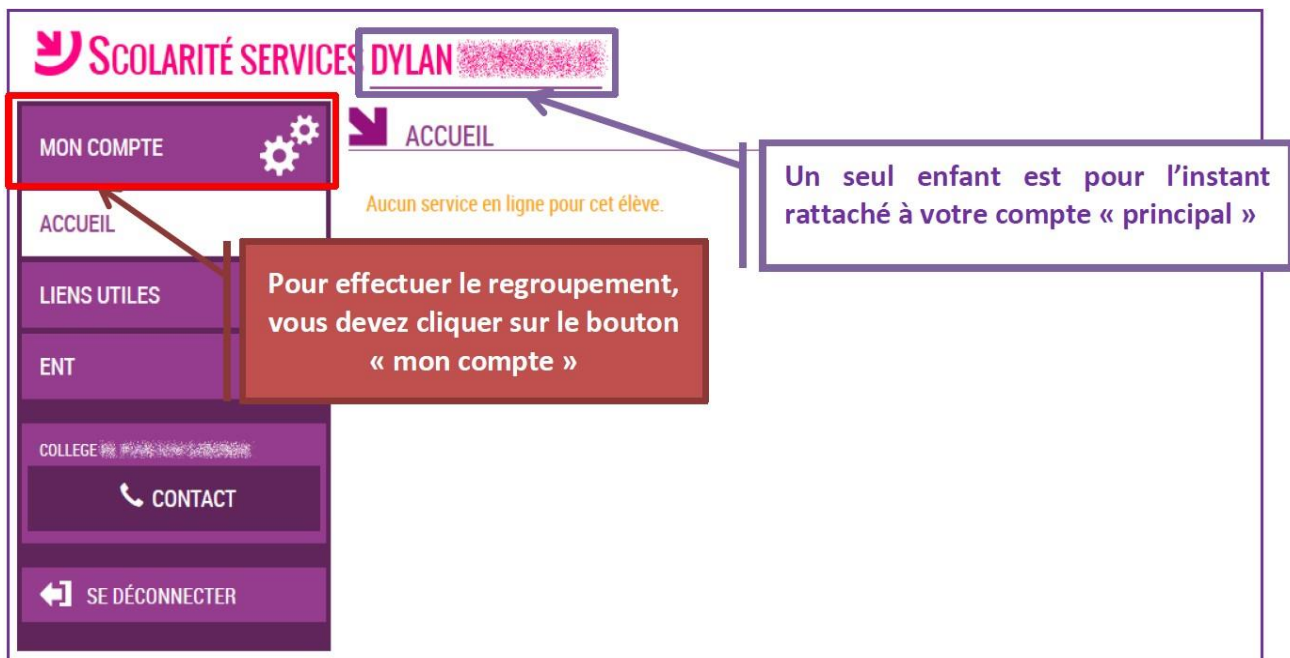 SCOLARITÉ SERVICES DYLAN
MON COMPTE
ACCUEIL
LIENS UTILES
ENT
COLLEGE
CONTACT
SE DÉCONNECTER
ACCUEIL
Aucun service en ligne pour cet élève.
Un seul enfant est pour l’instant
rattaché à votre compte « principal »
Pour effectuer le regroupement,
vous devez cliquer sur le bouton
« mon compte »